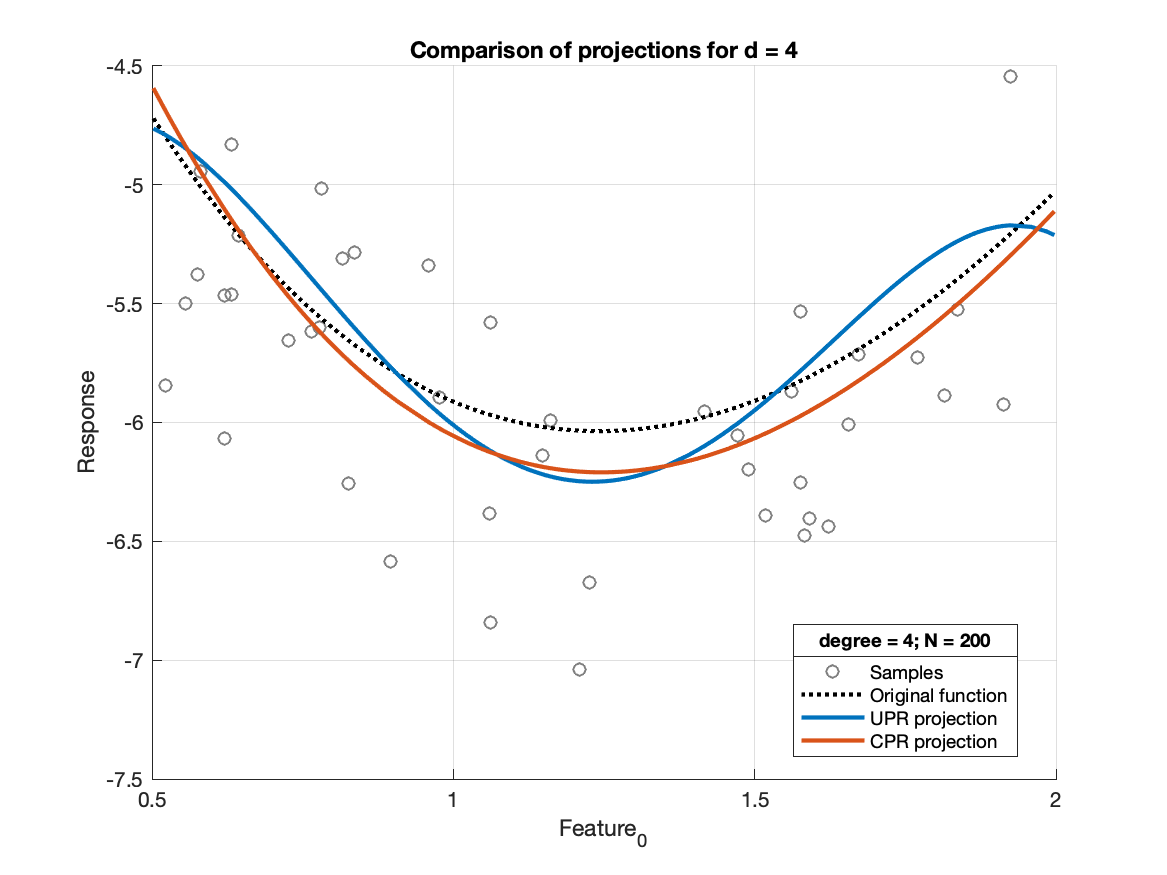 Comparison of projections for d = 4
-4.5
-5
-5.5
-6
-6.5
-7
-7.5
Response
0.5
1
1.5
2
Feature0
degree = 4; N = 200
Samples
Original function
UPR projection
CPR projection